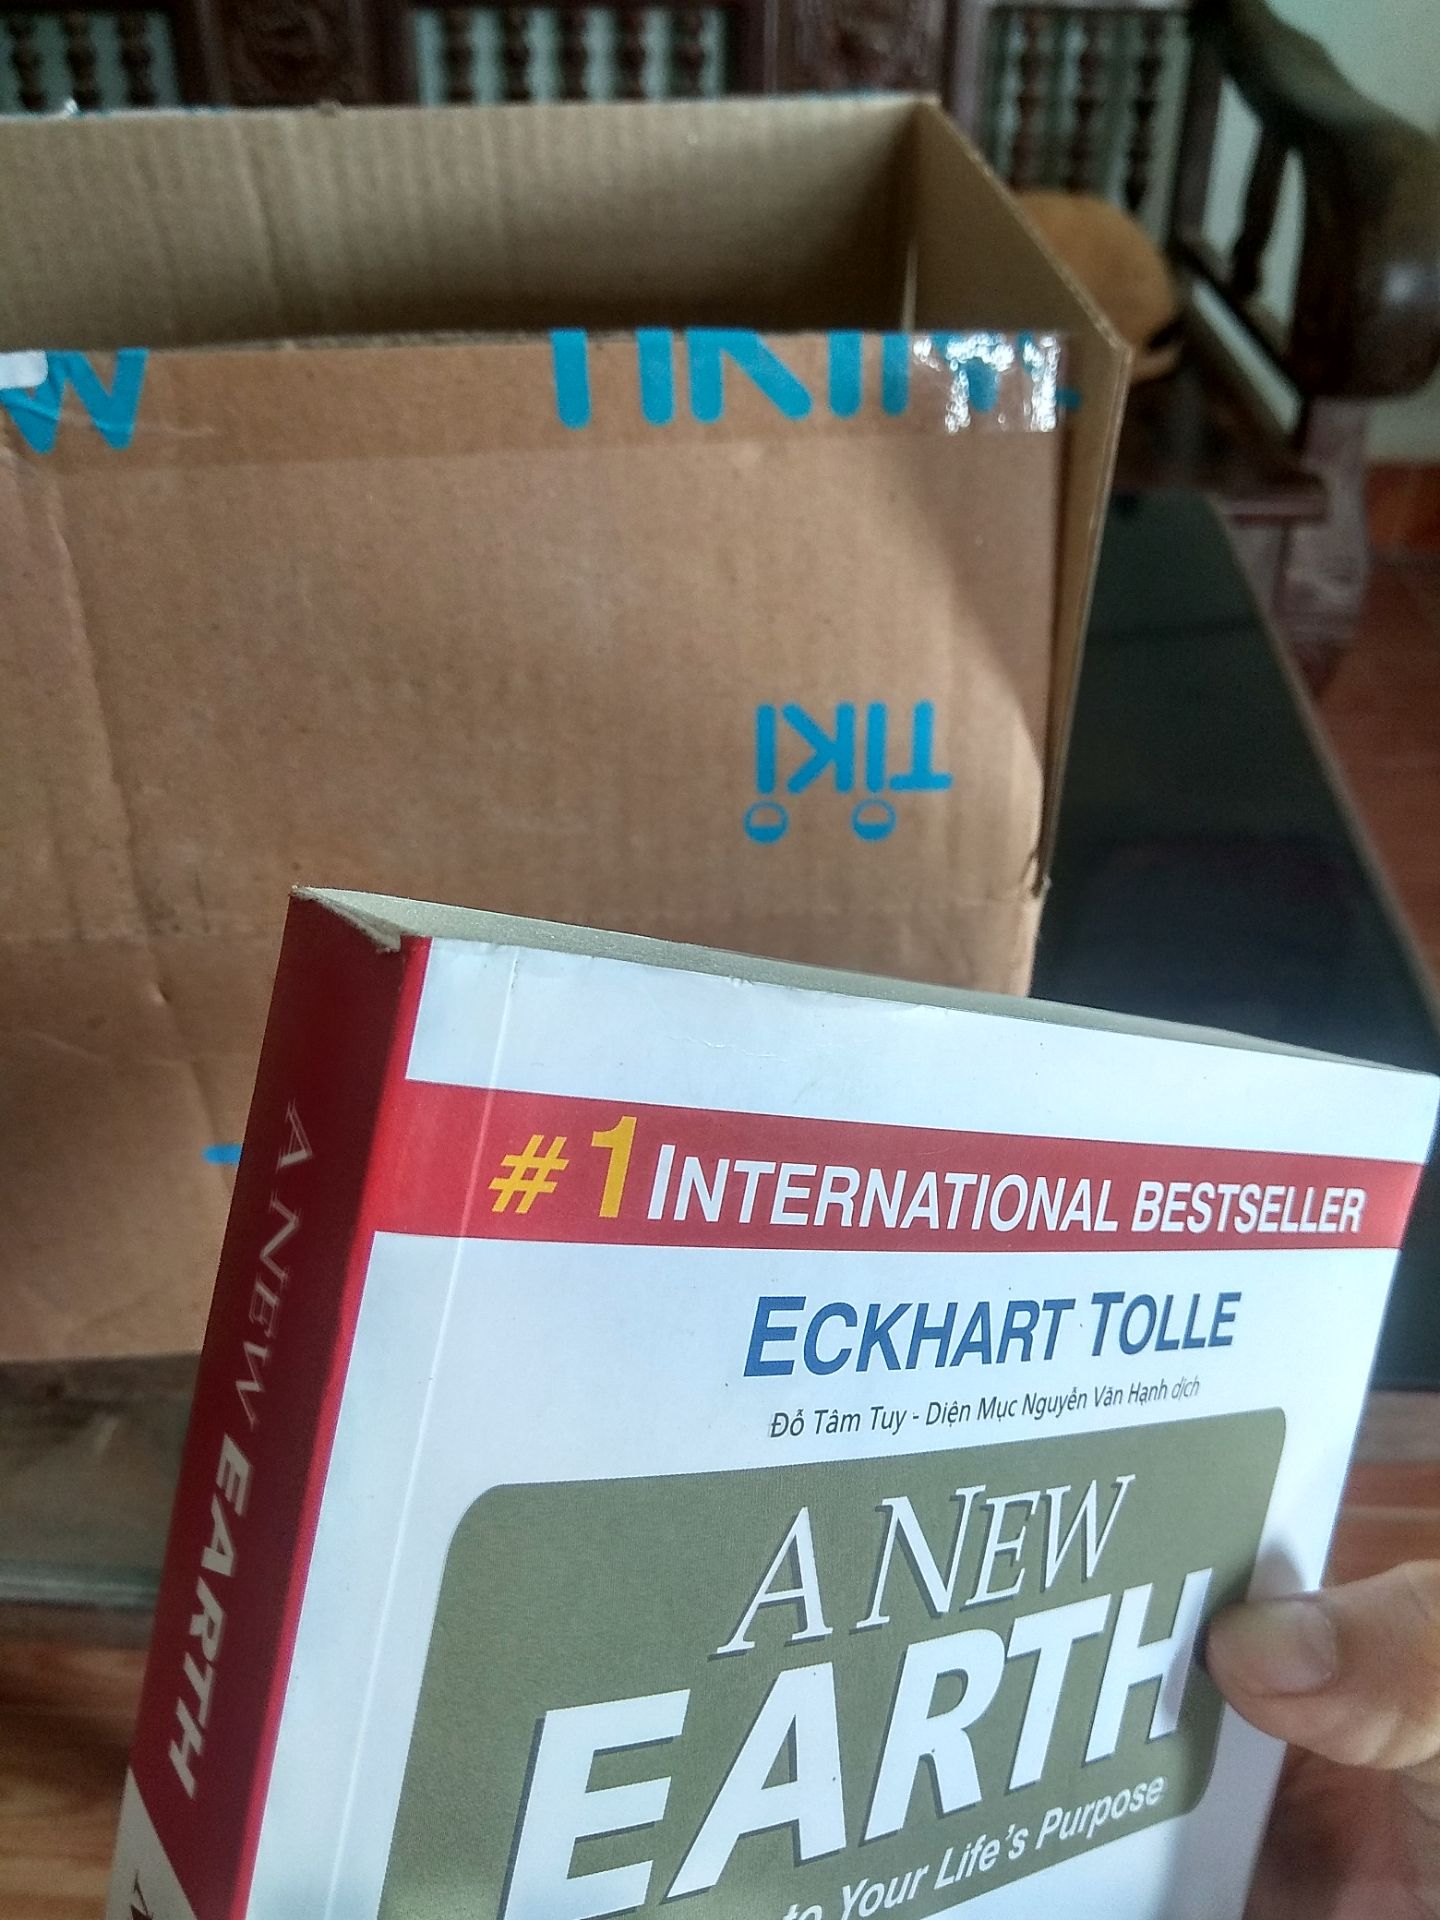 TIKI
TIKI
#1 INTERNATIONAL BESTSELLER
ECKHART TOLLE
Đỗ Tâm Tuy - Diện Mục Nguyễn Văn Hạnh dịch
A NEW
EARTH
to Your Life's Purpose
A NEW EARTH